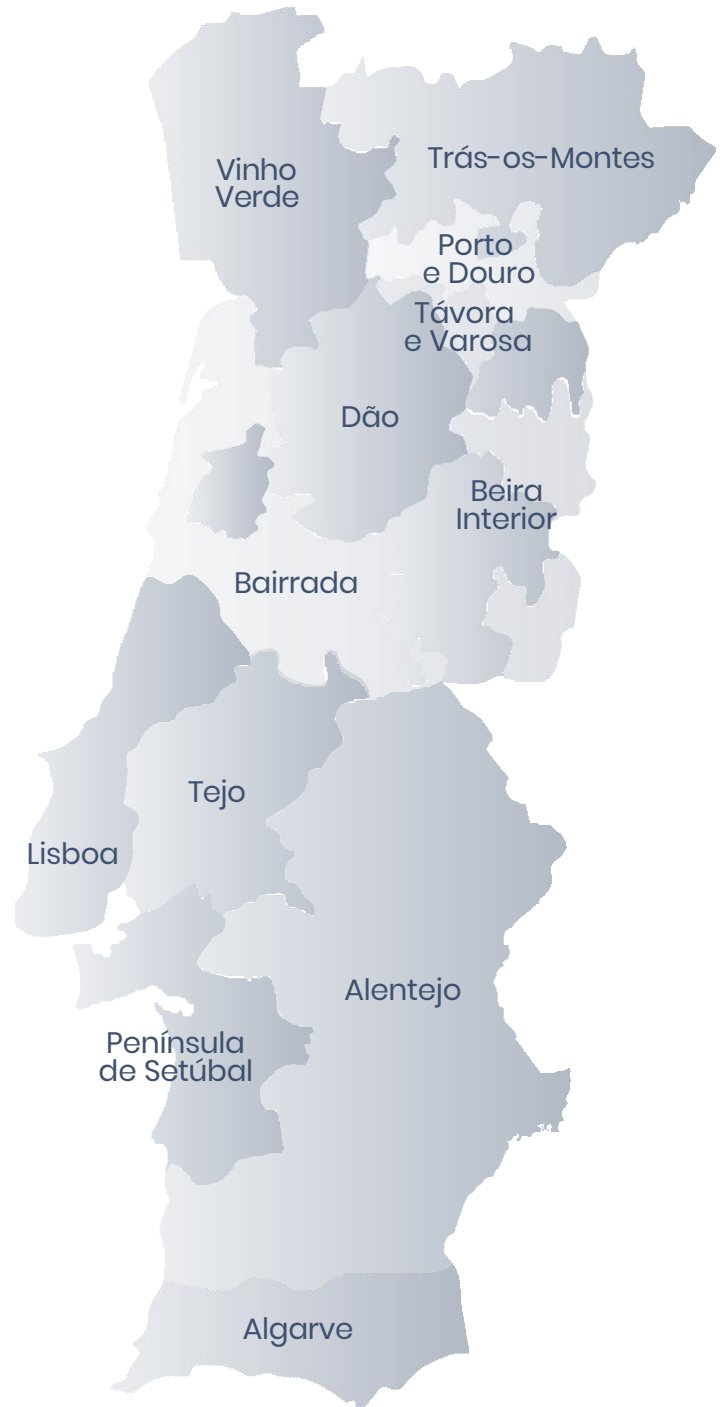 Vinho
Verde
Trás-os-Montes
Porto
e Douro
Távora
e Varosa
Dão
Beira
Interior
Bairrada
Tejo
Lisboa
Alentejo
Península
de Setúbal
Algarve